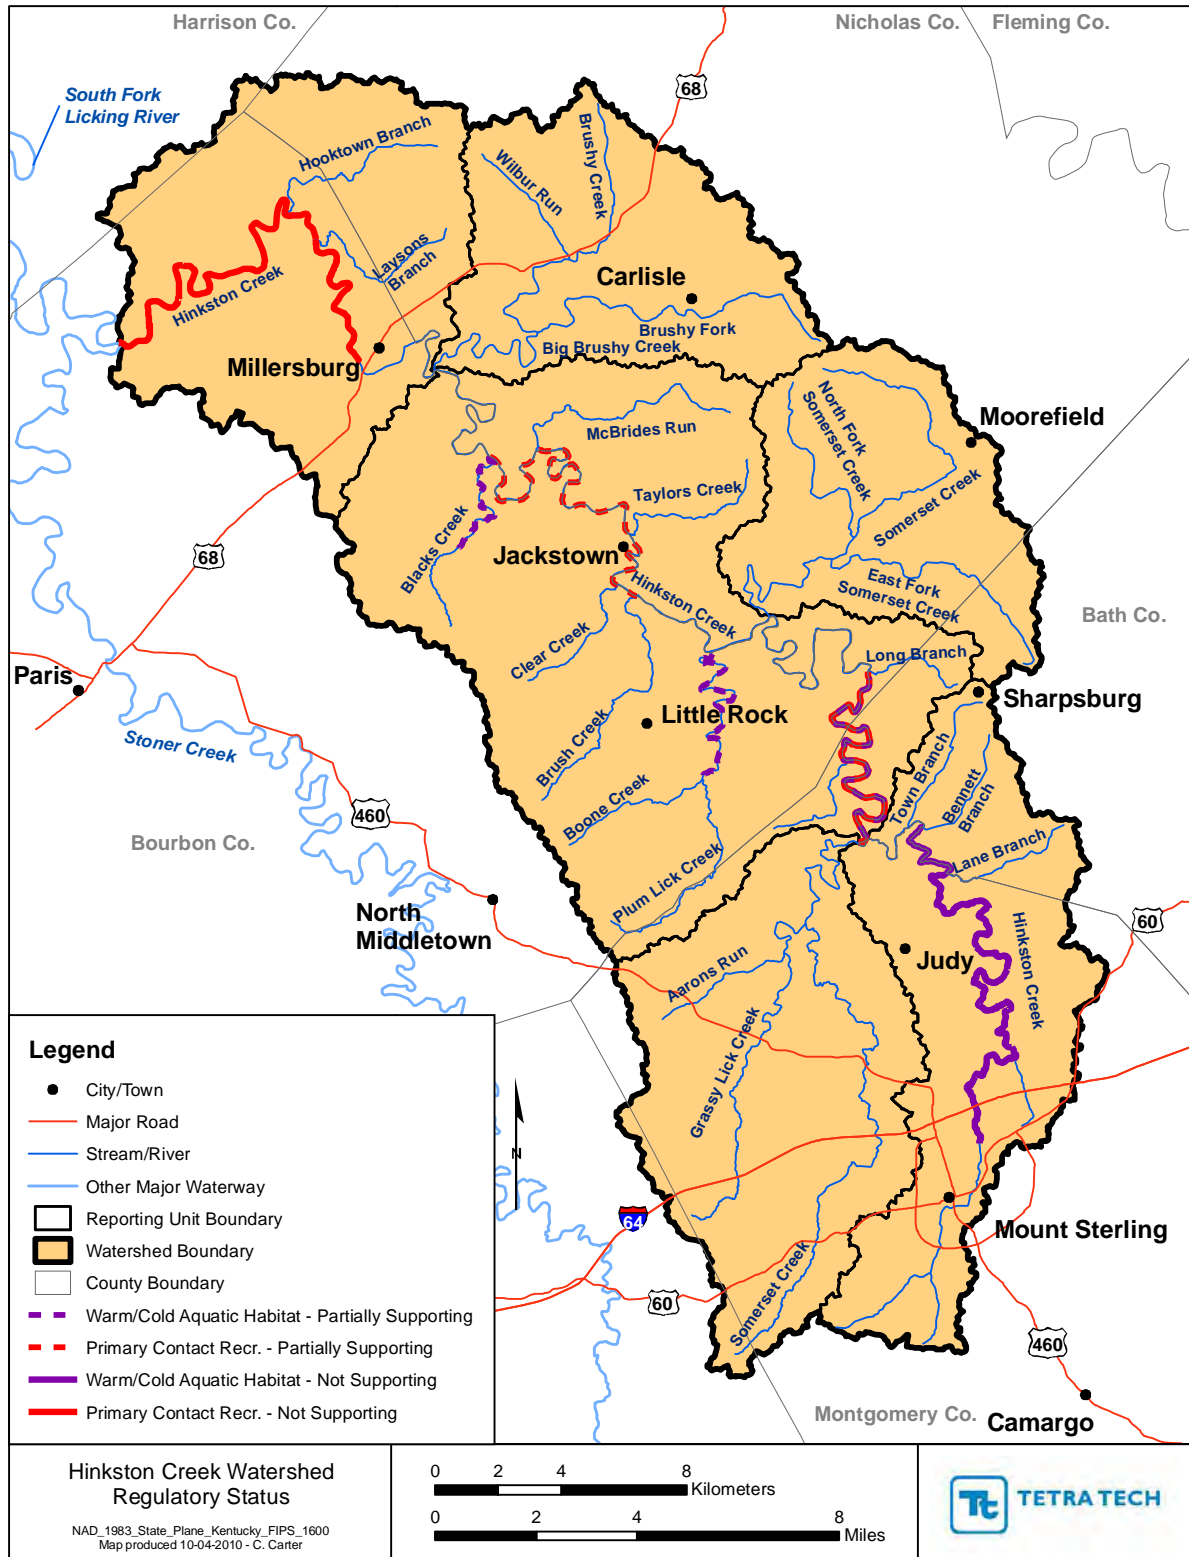 Harrison Co.
Nicholas Co.
Fleming Co.
68
South Fork
Licking River
Hooktown Branch
Wilbur Run
Brushy Creek
Laysons
Branch
Hinkston Creek
Carlisle
Brushy Fork
Big Brushy Creek
Millersburg
McBrides Run
North Fork
Somerset Creek
Moorefield
Taylors Creek
Somerset Creek
Blacks Creek
Jackstown
68
Hinkston Creek
East Fork
Somerset Creek
Bath Co.
Clear Creek
Long Branch
Paris
Sharpsburg
Little Rock
Stoner Creek
Brush Creek
Town Branch
Bennett
Branch
460
Boone Creek
Bourbon Co.
Lane Branch
Plum Lick Creek
North
Middletown
Hinkston Creek
60
Judy
Aarons Run
Grassy Lick Creek
Legend
City/Town
Major Road
Stream/River
Other Major Waterway
Reporting Unit Boundary
Watershed Boundary
County Boundary
Warm/Cold Aquatic Habitat - Partially Supporting
Primary Contact Recr. - Partially Supporting
Warm/Cold Aquatic Habitat - Not Supporting
Primary Contact Recr. - Not Supporting
N
64
Mount Sterling
60
Somerset Creek
460
Montgomery Co.
Camargo
Hinkston Creek Watershed
Regulatory Status
NAD_1983_State_Plane_Kentucky_FIPS_1600
Map produced 10-04-2010 - C. Carter
0 2 4 8
Kilometers
0 2 4 8
Miles
Tt
TETRA TECH